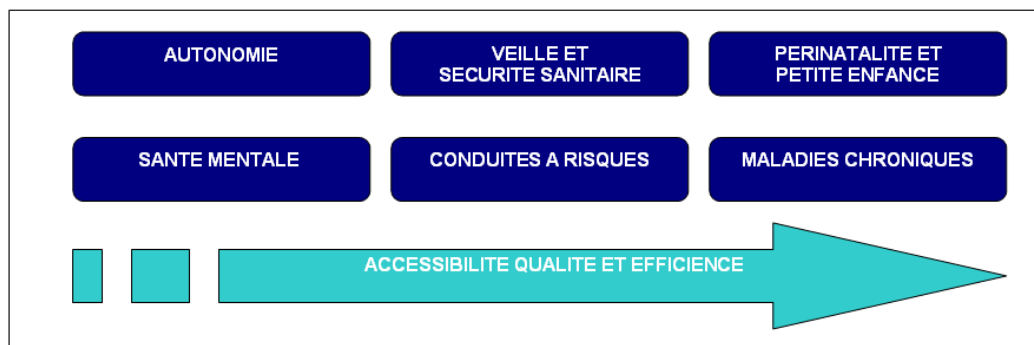 AUTONOMIE
VEILLE ET
SECURITE SANITAIRE
PERINATALITE ET
PETITE ENFANCE
SANTE MENTALE
CONDUITES A RISQUES
MALADIES CHRONIQUES
ACCESSIBILITE QUALITE ET EFFICIENCE